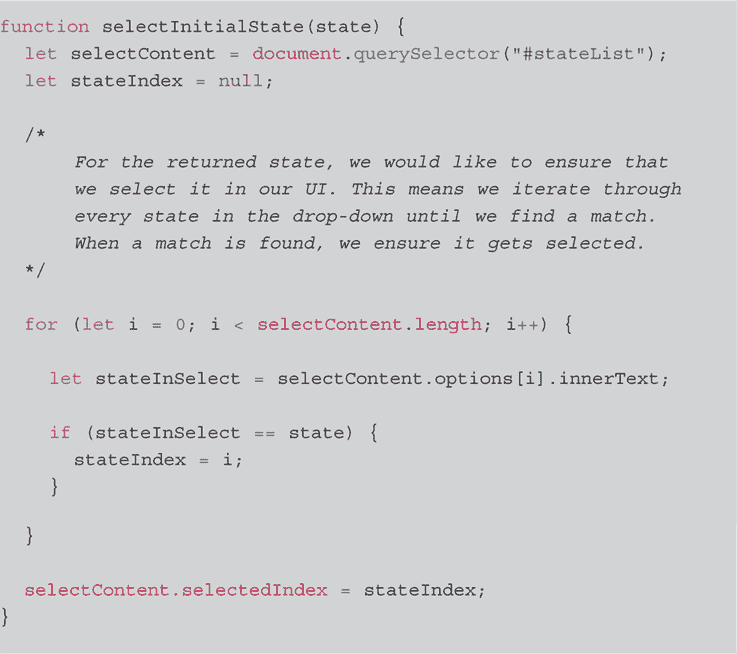 function selectInitialState(state) {
  let selectContent = document.querySelector("#stateList");
  let stateIndex = null;

  /*
      For the returned state, we would like to ensure that
      we select it in our UI. This means we iterate through
      every state in the drop-down until we find a match.
      When a match is found, we ensure it gets selected.
  */

  for (let i = 0; i < selectContent.length; i++) {

    let stateInSelect = selectContent.options[i].innerText;

    if (stateInSelect == state) {
      stateIndex = i;
    }

  }

  selectContent.selectedIndex = stateIndex;
}